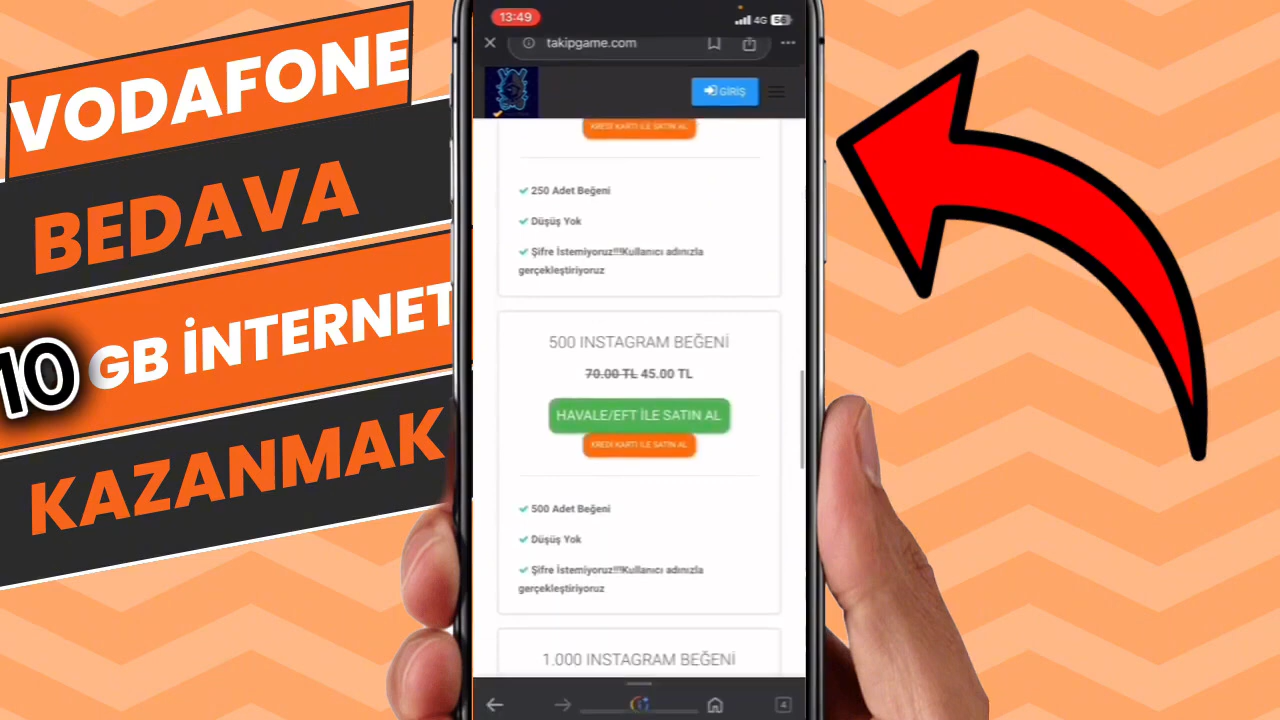 VODAFONE
BEDAVA
10 GB İNTERNET
KAZANMAK
13:49
4G
56
takipgame.com
GİRİŞ
KREDİ KARTI İLE SATIN AL
250 Adet Beğeni
Düşüş Yok
Şifre İstemiyoruz!!!Kullanıcı adınızla
gerçekleştiriyoruz
500 INSTAGRAM BEĞENİ
70.00 TL 45.00 TL
HAVALE/EFT İLE SATIN AL
KREDİ KARTI İLE SATIN AL
500 Adet Beğeni
Düşüş Yok
Şifre İstemiyoruz!!!Kullanıcı adınızla
gerçekleştiriyoruz
1.000 INSTAGRAM BEĞENİ
4